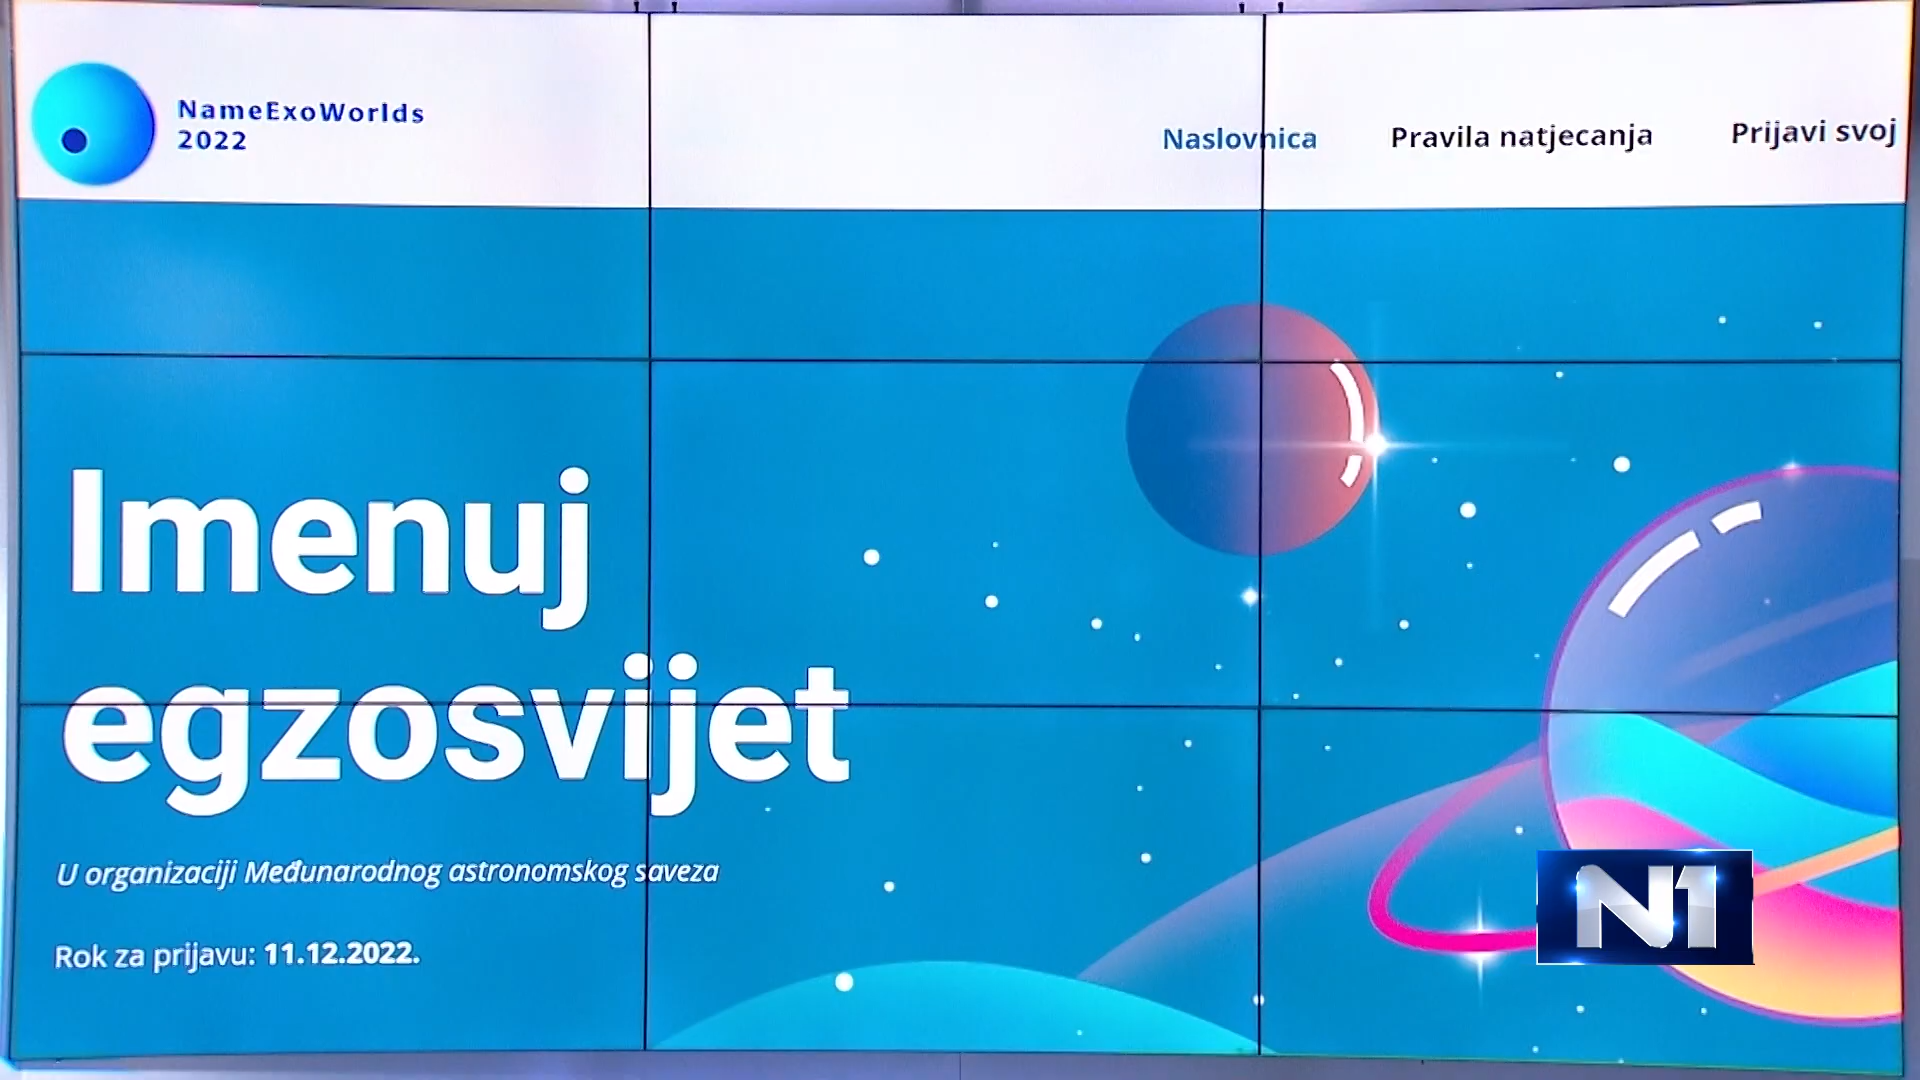 NameExoWorlds
2022
Naslovnica
Pravila natjecanja
Prijavi svoj
Imenuj
egzosvijet
U organizaciji Međunarodnog astronomskog saveza
Rok za prijavu: 11.12.2022.
N1